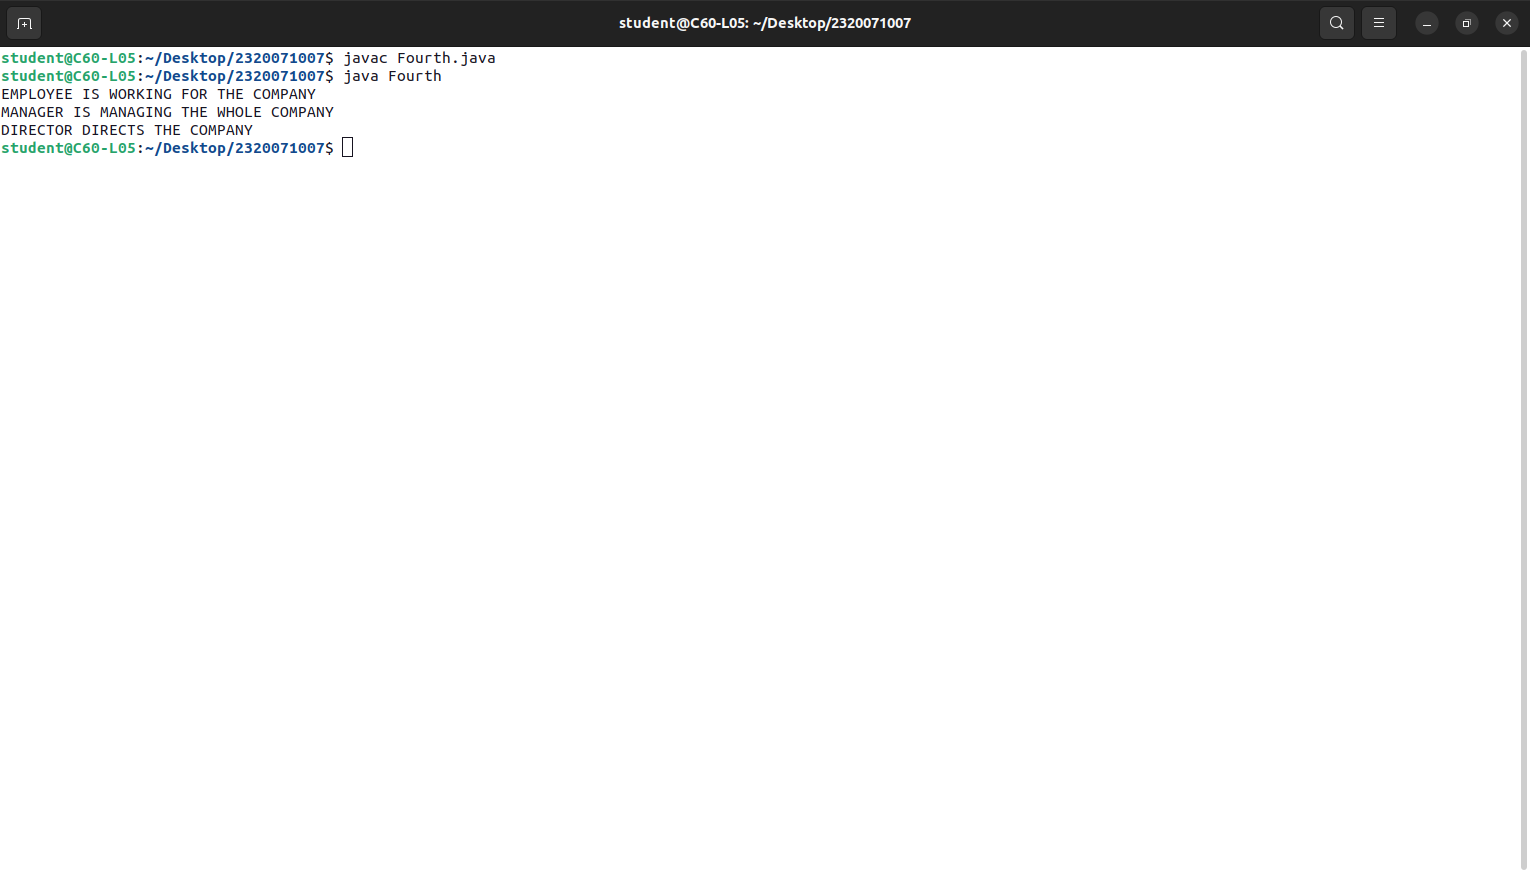 student@C60-L05: ~/Desktop/2320071007
student@C60-L05:~/Desktop/2320071007$ javac Fourth.java
student@C60-L05:~/Desktop/2320071007$ java Fourth
EMPLOYEE IS WORKING FOR THE COMPANY
MANAGER IS MANAGING THE WHOLE COMPANY
DIRECTOR DIRECTS THE COMPANY
student@C60-L05:~/Desktop/2320071007$